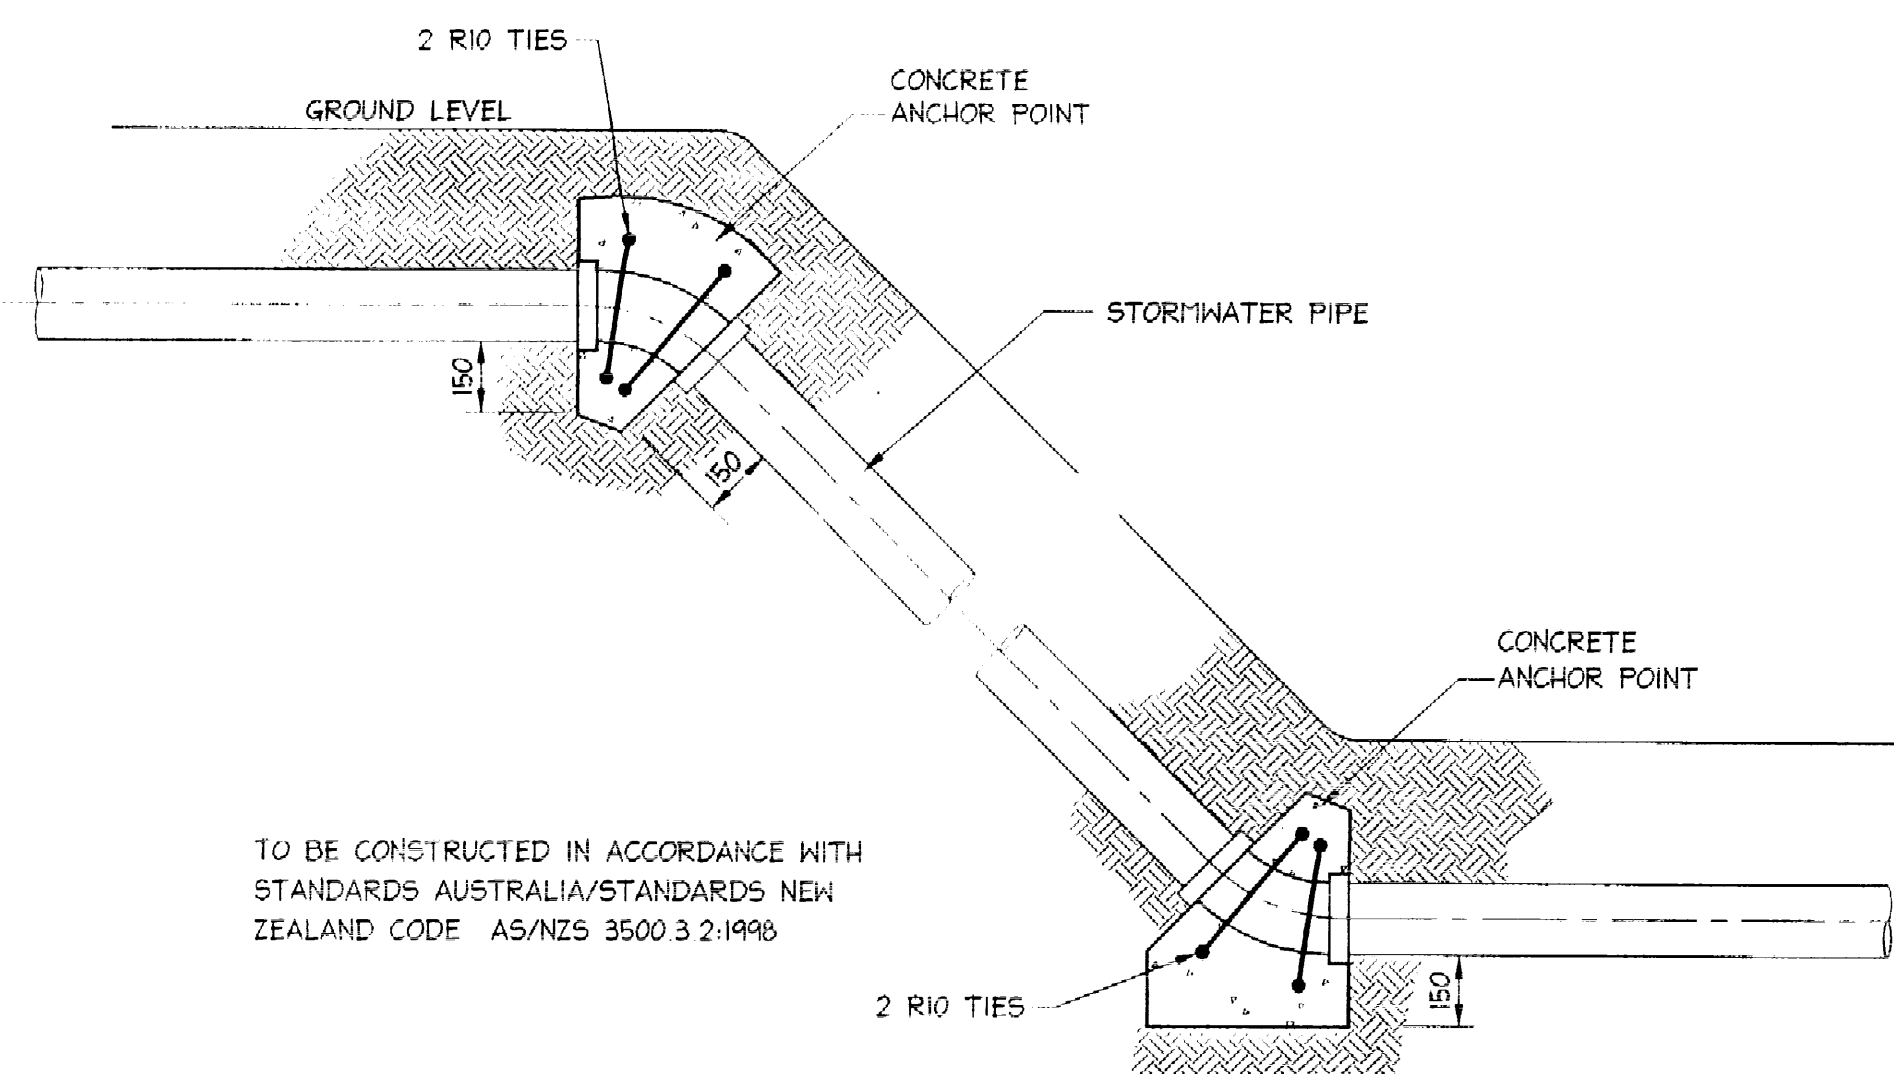 2 R10 TIES
CONCRETE
ANCHOR POINT
GROUND LEVEL
STORMWATER PIPE
150
150
CONCRETE
ANCHOR POINT
TO BE CONSTRUCTED IN ACCORDANCE WITH
STANDARDS AUSTRALIA/STANDARDS NEW
ZEALAND CODE AS/NZS 3500.3.2:1998
2 R10 TIES
150